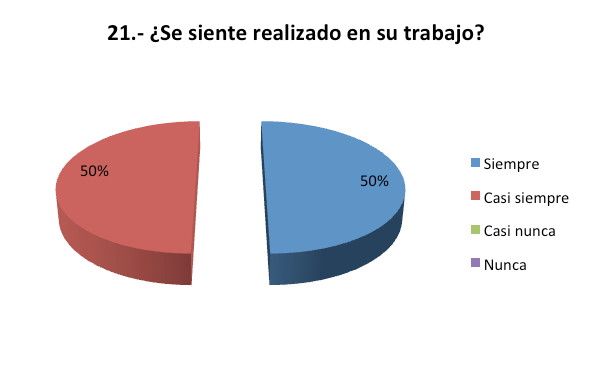 21.- ¿Se siente realizado en su trabajo?
50%
50%
Siempre
Casi siempre
Casi nunca
Nunca